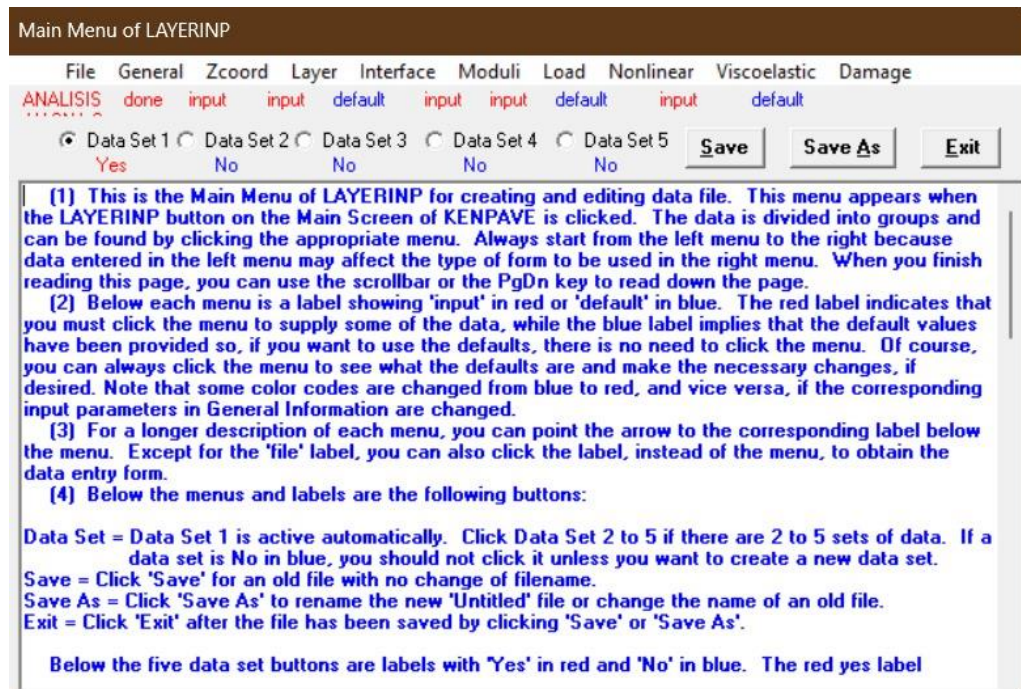 Main Menu of LAYERINP
File General Zcoord Layer Interface Moduli Load Nonlinear Viscoelastic Damage
ANALISIS done input input default input input default input default
Data Set 1 Data Set 2 Data Set 3 Data Set 4 Data Set 5 Save Save As Exit
Yes No No No No
(1) This is the Main Menu of LAYERINP for creating and editing data file. This menu appears when
the LAYERINP button on the Main Screen of KENPAVE is clicked. The data is divided into groups and
can be found by clicking the appropriate menu. Always start from the left menu to the right because
data entered in the left menu may affect the type of form to be used in the right menu. When you finish
reading this page, you can use the scrollbar or the PgDn key to read down the page.
(2) Below each menu is a label showing 'input' in red or 'default' in blue. The red label indicates that
you must click the menu to supply some of the data, while the blue label implies that the default values
have been provided so, if you want to use the defaults, there is no need to click the menu. Of course,
you can always click the menu to see what the defaults are and make the necessary changes, if
desired. Note that some color codes are changed from blue to red, and vice versa, if the corresponding
input parameters in General Information are changed.
(3) For a longer description of each menu, you can point the arrow to the corresponding label below
the menu. Except for the 'file' label, you can also click the label, instead of the menu, to obtain the
data entry form.
(4) Below the menus and labels are the following buttons:
Data Set = Data Set 1 is active automatically. Click Data Set 2 to 5 if there are 2 to 5 sets of data. If a
data set is No in blue, you should not click it unless you want to create a new data set.
Save = Click 'Save' for an old file with no change of filename.
Save As = Click 'Save As' to rename the new 'Untitled' file or change the name of an old file.
Exit = Click 'Exit' after the file has been saved by clicking 'Save' or 'Save As'.
Below the five data set buttons are labels with 'Yes' in red and 'No' in blue. The red yes label